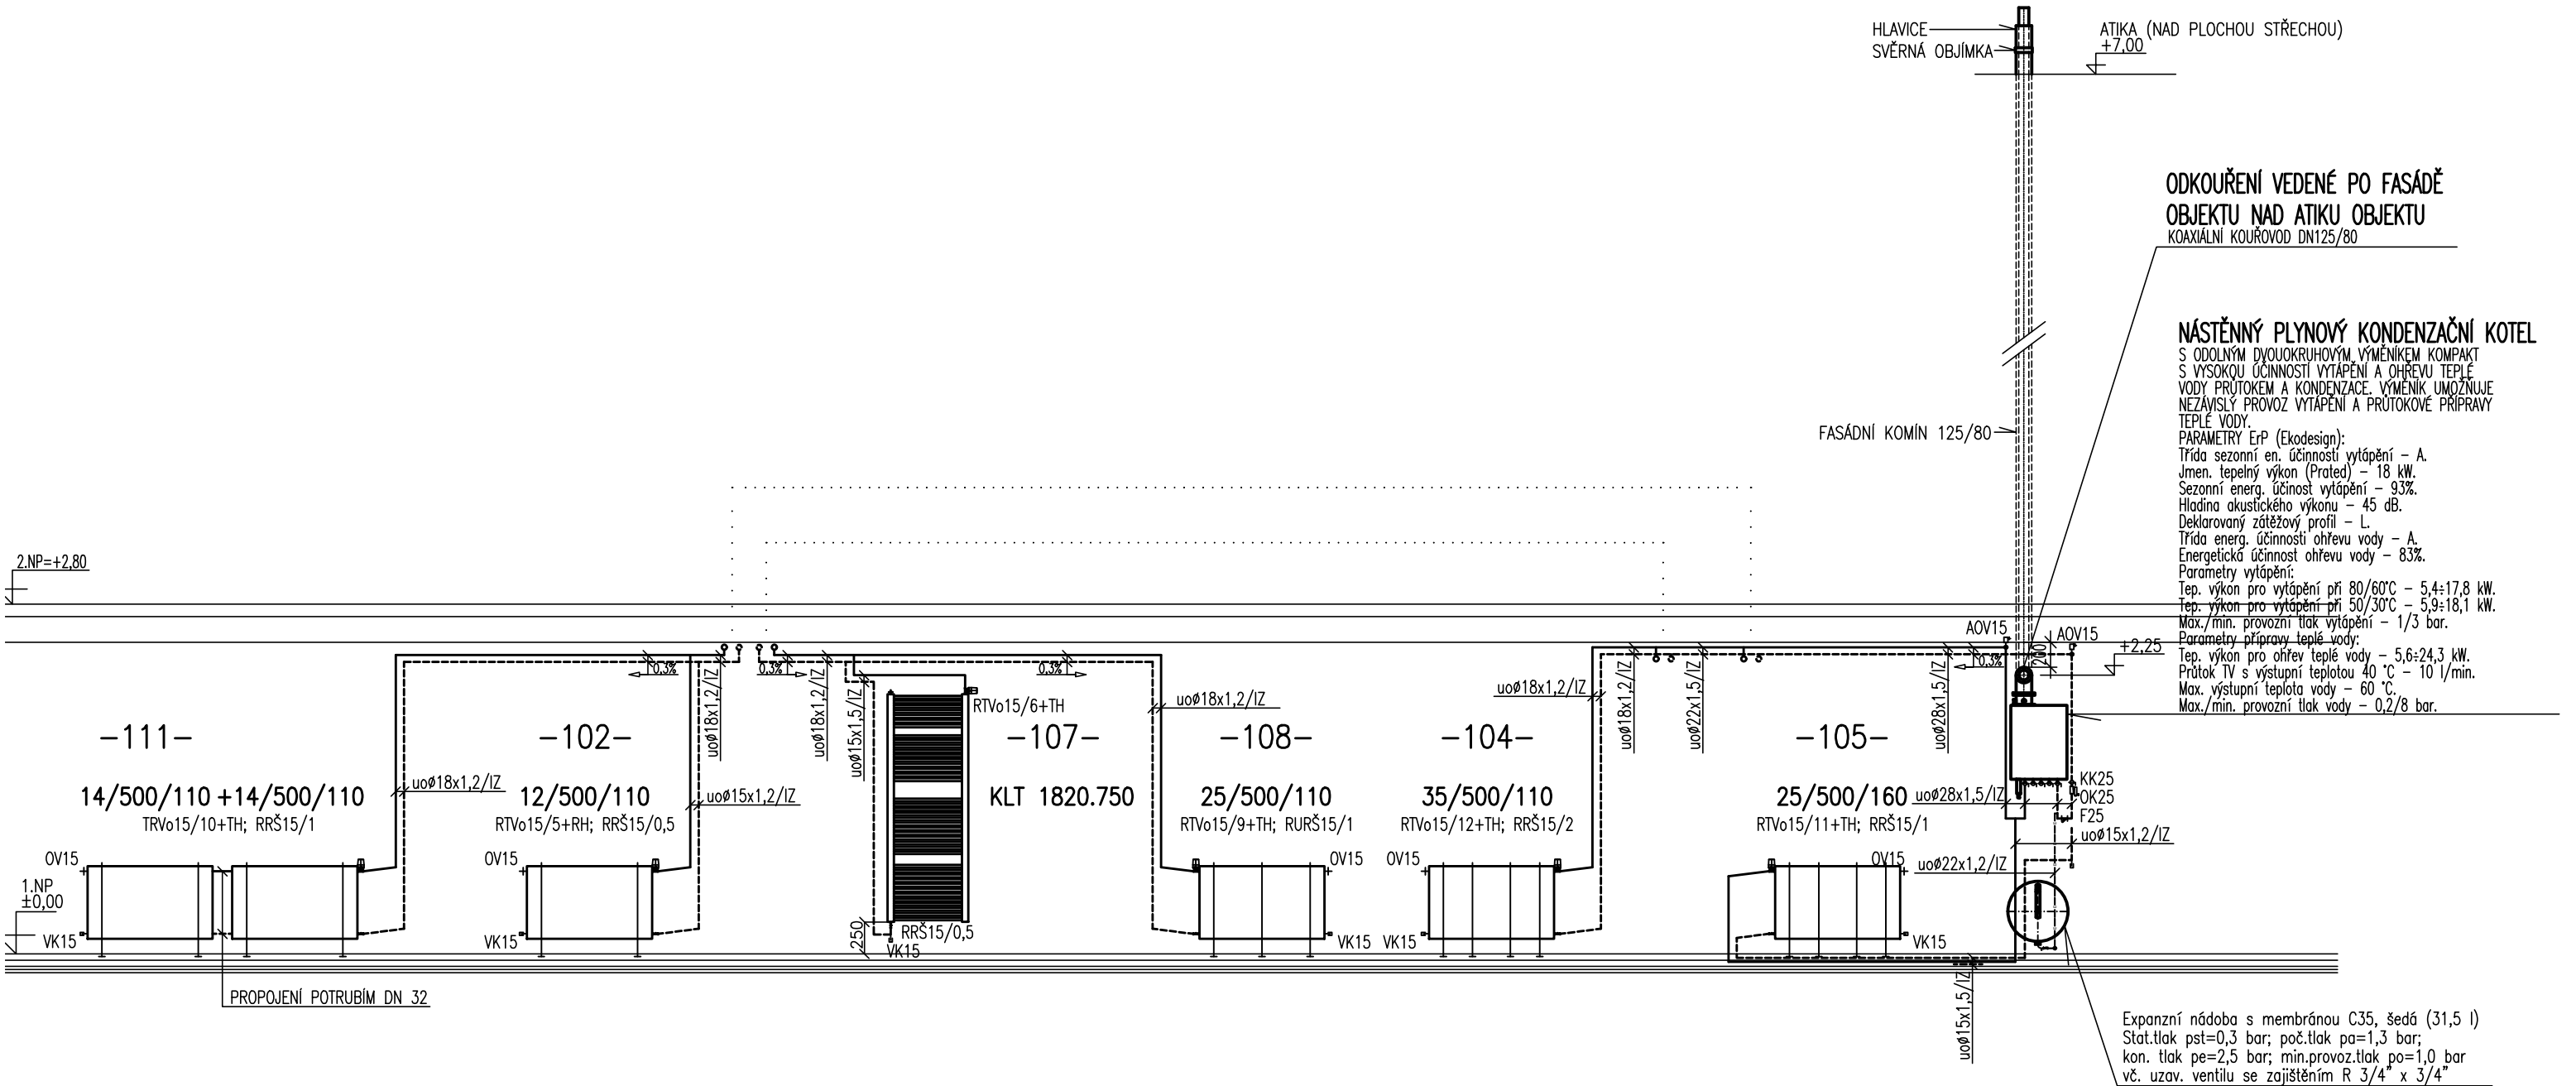 HLAVICE
SVĚRNÁ OBJÍMKA
ATIKA (NAD PLOCHOU STŘECHOU)
+7,00
ODKOUŘENÍ VEDENÉ PO FASÁDĚ
OBJEKTU NAD ATIKU OBJEKTU
KOAXIÁLNÍ KOUŘOVOD DN125/80
NÁSTĚNNÝ PLYNOVÝ KONDENZAČNÍ KOTEL
S ODOLNÝM DVOUOKRUHOVÝM VÝMĚNÍKEM KOMPAKT
S VYSOKOU ÚČINNOSTÍ VYTÁPĚNÍ A OHŘEVU TEPLÉ
VODY PRŮTOKEM A KONDENZACE. VÝMĚNÍK UMOŽŇUJE
NEZÁVISLÝ PROVOZ VYTÁPĚNÍ A PRŮTOKOVÉ PŘÍPRAVY
TEPLÉ VODY.
PARAMETRY ErP (Ekodesign):
Třída sezonní en. účinnosti vytápění – A.
Jmen. tepelný výkon (Prated) – 18 kW.
Sezonní energ. účinost vytápění – 93%.
Hladina akustického výkonu – 45 dB.
Deklarovaný zátěžový profil – L.
Třída energ. účinnosti ohřevu vody – A.
Energetická účinnost ohřevu vody – 83%.
Parametry vytápění:
Tep. výkon pro vytápění při 80/60°C – 5,4÷17,8 kW.
Tep. výkon pro vytápění při 50/30°C – 5,9÷18,1 kW.
Max./min. provozní tlak vytápění – 1/3 bar.
Parametry přípravy teplé vody:
Tep. výkon pro ohřev teplé vody – 5,6÷24,3 kW.
Průtok TV s výstupní teplotou 40 °C – 10 l/min.
Max. výstupní teplota vody – 60 °C.
Max./min. provozní tlak vody – 0,2/8 bar.
FASÁDNÍ KOMÍN 125/80
2.NP=+2,80
AOV15
AOV15
200
+2,25
0,3%
0,3%
0,3%
0,3%
uoø18x1,2/IZ
uoø18x1,2/IZ
uoø15x1,5/IZ
uoø18x1,2/IZ
uoø22x1,5/IZ
uoø28x1,5/IZ
RTVo15/6+TH
uoø18x1,2/IZ
uoø18x1,2/IZ
–111–
–102–
–107–
–108–
–104–
–105–
uoø18x1,2/IZ
uoø15x1,2/IZ
14/500/110 +14/500/110
TRVo15/10+TH; RRŠ15/1
12/500/110
RTVo15/5+RH; RRŠ15/0,5
KLT 1820.750
25/500/110
RTVo15/9+TH; RURŠ15/1
35/500/110
RTVo15/12+TH; RRŠ15/2
25/500/160
RTVo15/11+TH; RRŠ15/1
uoø28x1,5/IZ
KK25
OK25
F25
uoø15x1,2/IZ
uoø22x1,2/IZ
OV15
OV15
OV15
OV15
OV15
1.NP
±0,00
VK15
VK15
250
RRŠ15/0,5
VK15
VK15
VK15
VK15
PROPOJENÍ POTRUBÍM DN 32
uoø15x1,5/IZ
Expanzní nádoba s membránou C35, šedá (31,5 l)
Stat.tlak pst=0,3 bar; poč.tlak pa=1,3 bar;
kon. tlak pe=2,5 bar; min.provoz.tlak po=1,0 bar
vč. uzav. ventilu se zajištěním R 3/4" x 3/4"